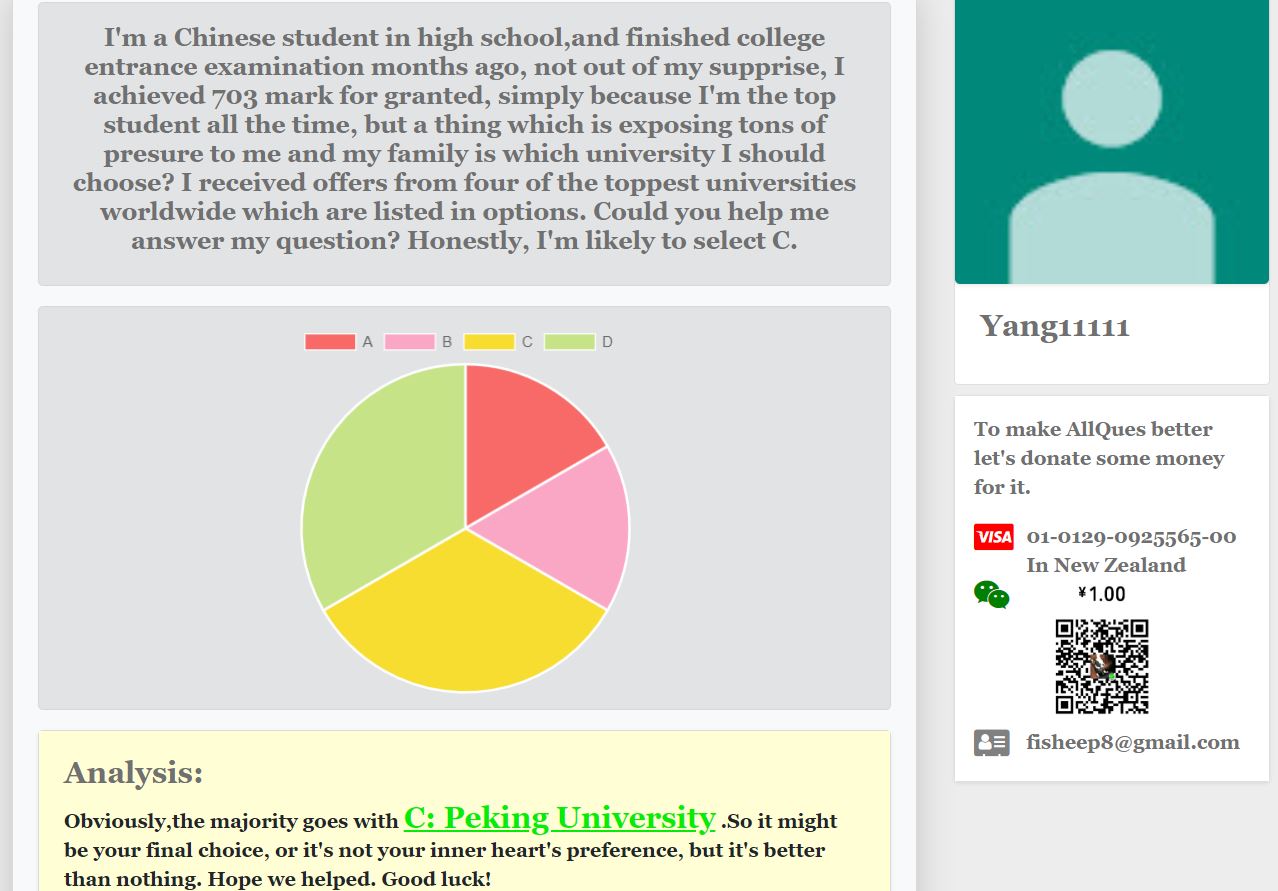 I'm a Chinese student in high school,and finished college
entrance examination months ago, not out of my supprise, I
achieved 703 mark for granted, simply because I'm the top
student all the time, but a thing which is exposing tons of
presure to me and my family is which university I should
choose? I received offers from four of the toppest universities
worldwide which are listed in options. Could you help me
answer my question? Honestly, I'm likely to select C.
A B C D
Analysis:
Obviously,the majority goes with C: Peking University .So it might
be your final choice, or it's not your inner heart's preference, but it's better
than nothing. Hope we helped. Good luck!
Yang11111
To make AllQues better
let's donate some money
for it.
VISA 01-0129-0925565-00
In New Zealand
¥1.00
fisheep8@gmail.com